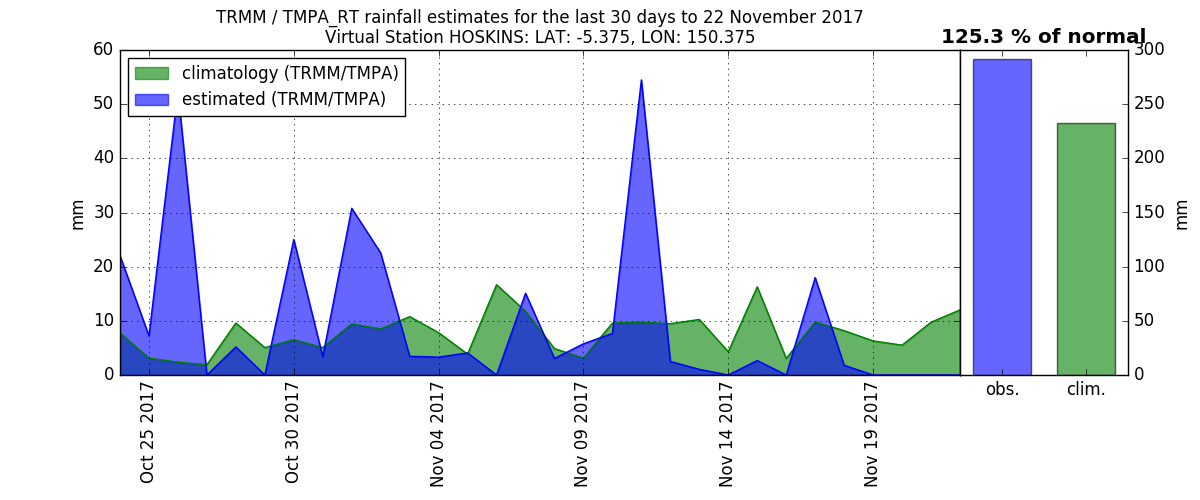 TRMM / TMPA_RT rainfall estimates for the last 30 days to 22 November 2017
Virtual Station HOSKINS: LAT: -5.375, LON: 150.375
125.3 % of normal
climatology (TRMM/TMPA)
estimated (TRMM/TMPA)
60
50
40
30
20
10
0
mm
300
250
200
150
100
50
0
mm
Oct 25 2017
Oct 30 2017
Nov 04 2017
Nov 09 2017
Nov 14 2017
Nov 19 2017
obs.
clim.